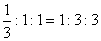 1/3 : 1 : 1 = 1 : 3 : 3